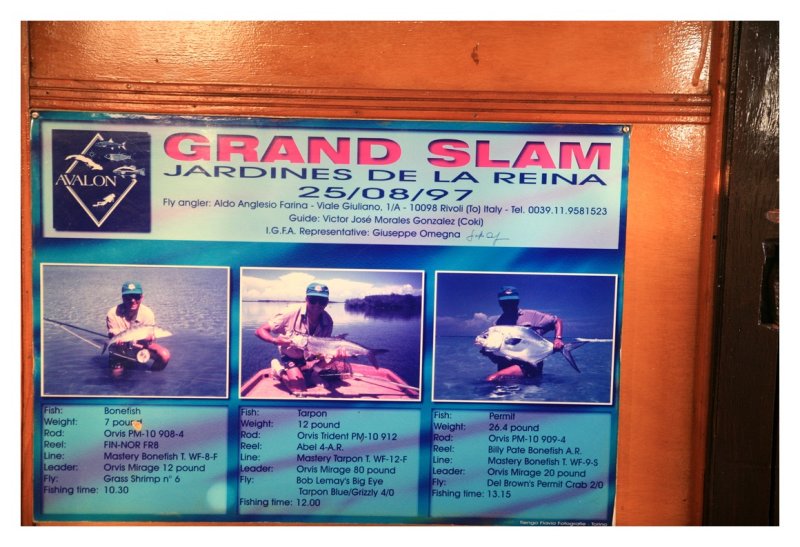 AVALON
GRAND SLAM
JARDINES DE LA REINA
25/08/97
Fly angler: Aldo Anglesio Farina - Viale Giuliano, 1/A - 10098 Rivoli (To) Italy - Tel. 0039.11.9581523
Guide: Victor José Morales Gonzalez (Coki)
I.G.F.A. Representative: Giuseppe Omegna
Fish: Bonefish
Weight: 7 pound
Rod: Orvis PM-10 908-4
Reel: FIN-NOR FR8
Line: Mastery Bonefish T. WF-8-F
Leader: Orvis Mirage 12 pound
Fly: Grass Shrimp n° 6
Fishing time: 10.30
Fish: Tarpon
Weight: 12 pound
Rod: Orvis Trident PM-10 912
Reel: Abel 4-A.R.
Line: Mastery Tarpon T. WF-12-F
Leader: Orvis Mirage 80 pound
Fly: Bob Lemay's Big Eye
Tarpon Blue/Grizzly 4/0
Fishing time: 12.00
Fish: Permit
Weight: 26.4 pound
Rod: Orvis PM-10 909-4
Reel: Billy Pate Bonefish A.R.
Line: Mastery Bonefish T. WF-9-S
Leader: Orvis Mirage 20 pound
Fly: Del Brown's Permit Crab 2/0
Fishing time: 13.15
Flavio Fotografie - Torino